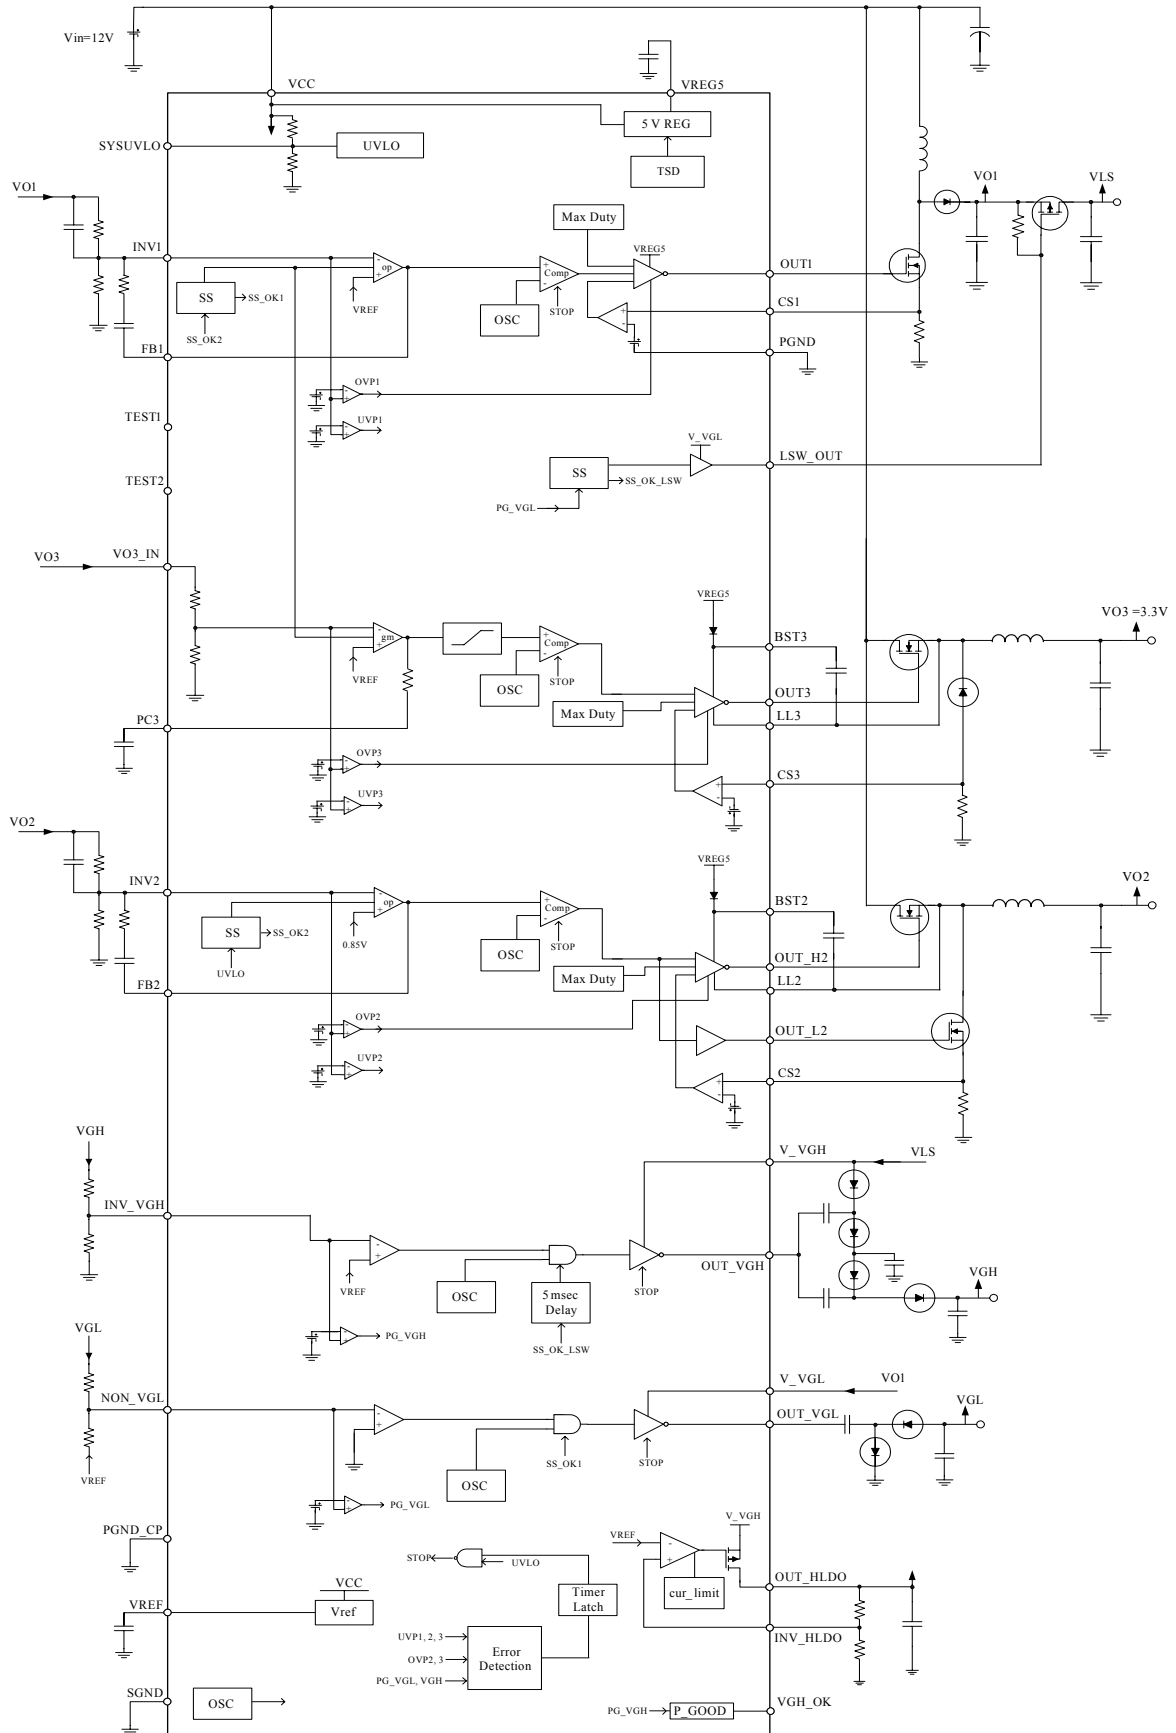 Vin=12V
VCC
VREG5
5 V REG
SYSUVLO
UVLO
TSD
VO1
VLS
VO1
Max Duty
INV1
VREG5
OUT1
op
Comp
SS
SS_OK1
VREF
OSC
STOP
CS1
SS_OK2
FB1
PGND
OVP1
TEST1
UVP1
V_VGL
LSW_OUT
SS
SS_OK_LSW
TEST2
PG_VGL
VO3
VO3_IN
VREG5
VO3 =3.3V
gm
Comp
BST3
VREF
OSC
STOP
OUT3
Max Duty
PC3
LL3
OVP3
CS3
UVP3
VO2
VREG5
VO2
INV2
op
Comp
BST2
SS
SS_OK2
0.85V
OSC
STOP
UVLO
OUT_H2
Max Duty
FB2
LL2
OVP2
OUT_L2
UVP2
CS2
VGH
V_VGH
VLS
INV_VGH
OUT_VGH
VREF
OSC
5 msec
Delay
STOP
VGH
VGL
PG_VGH
SS_OK_LSW
NON_VGL
V_VGL
VO1
OUT_VGL
VGL
SS_OK1
STOP
VREF
OSC
PG_VGL
PGND_CP
V_VGH
VREF
STOP
UVLO
OUT_HLDO
VCC
Timer
Latch
cur_limit
VREF
Vref
INV_HLDO
UVP1, 2, 3
OVP2, 3
PG_VGL, VGH
Error
Detection
SGND
OSC
PG_VGH
P_GOOD
VGH_OK